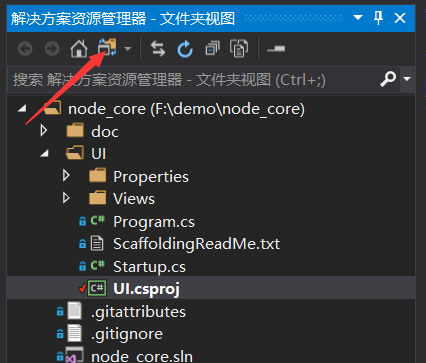 解决方案资源管理器 - 文件夹视图
搜索 解决方案资源管理器 - 文件夹视图 (Ctrl+;)
node_core (F:\demo\node_core)
doc
UI
Properties
Views
C# Program.cs
ScaffoldingReadMe.txt
C# Startup.cs
C# UI.csproj
.gitattributes
.gitignore
node_core.sln